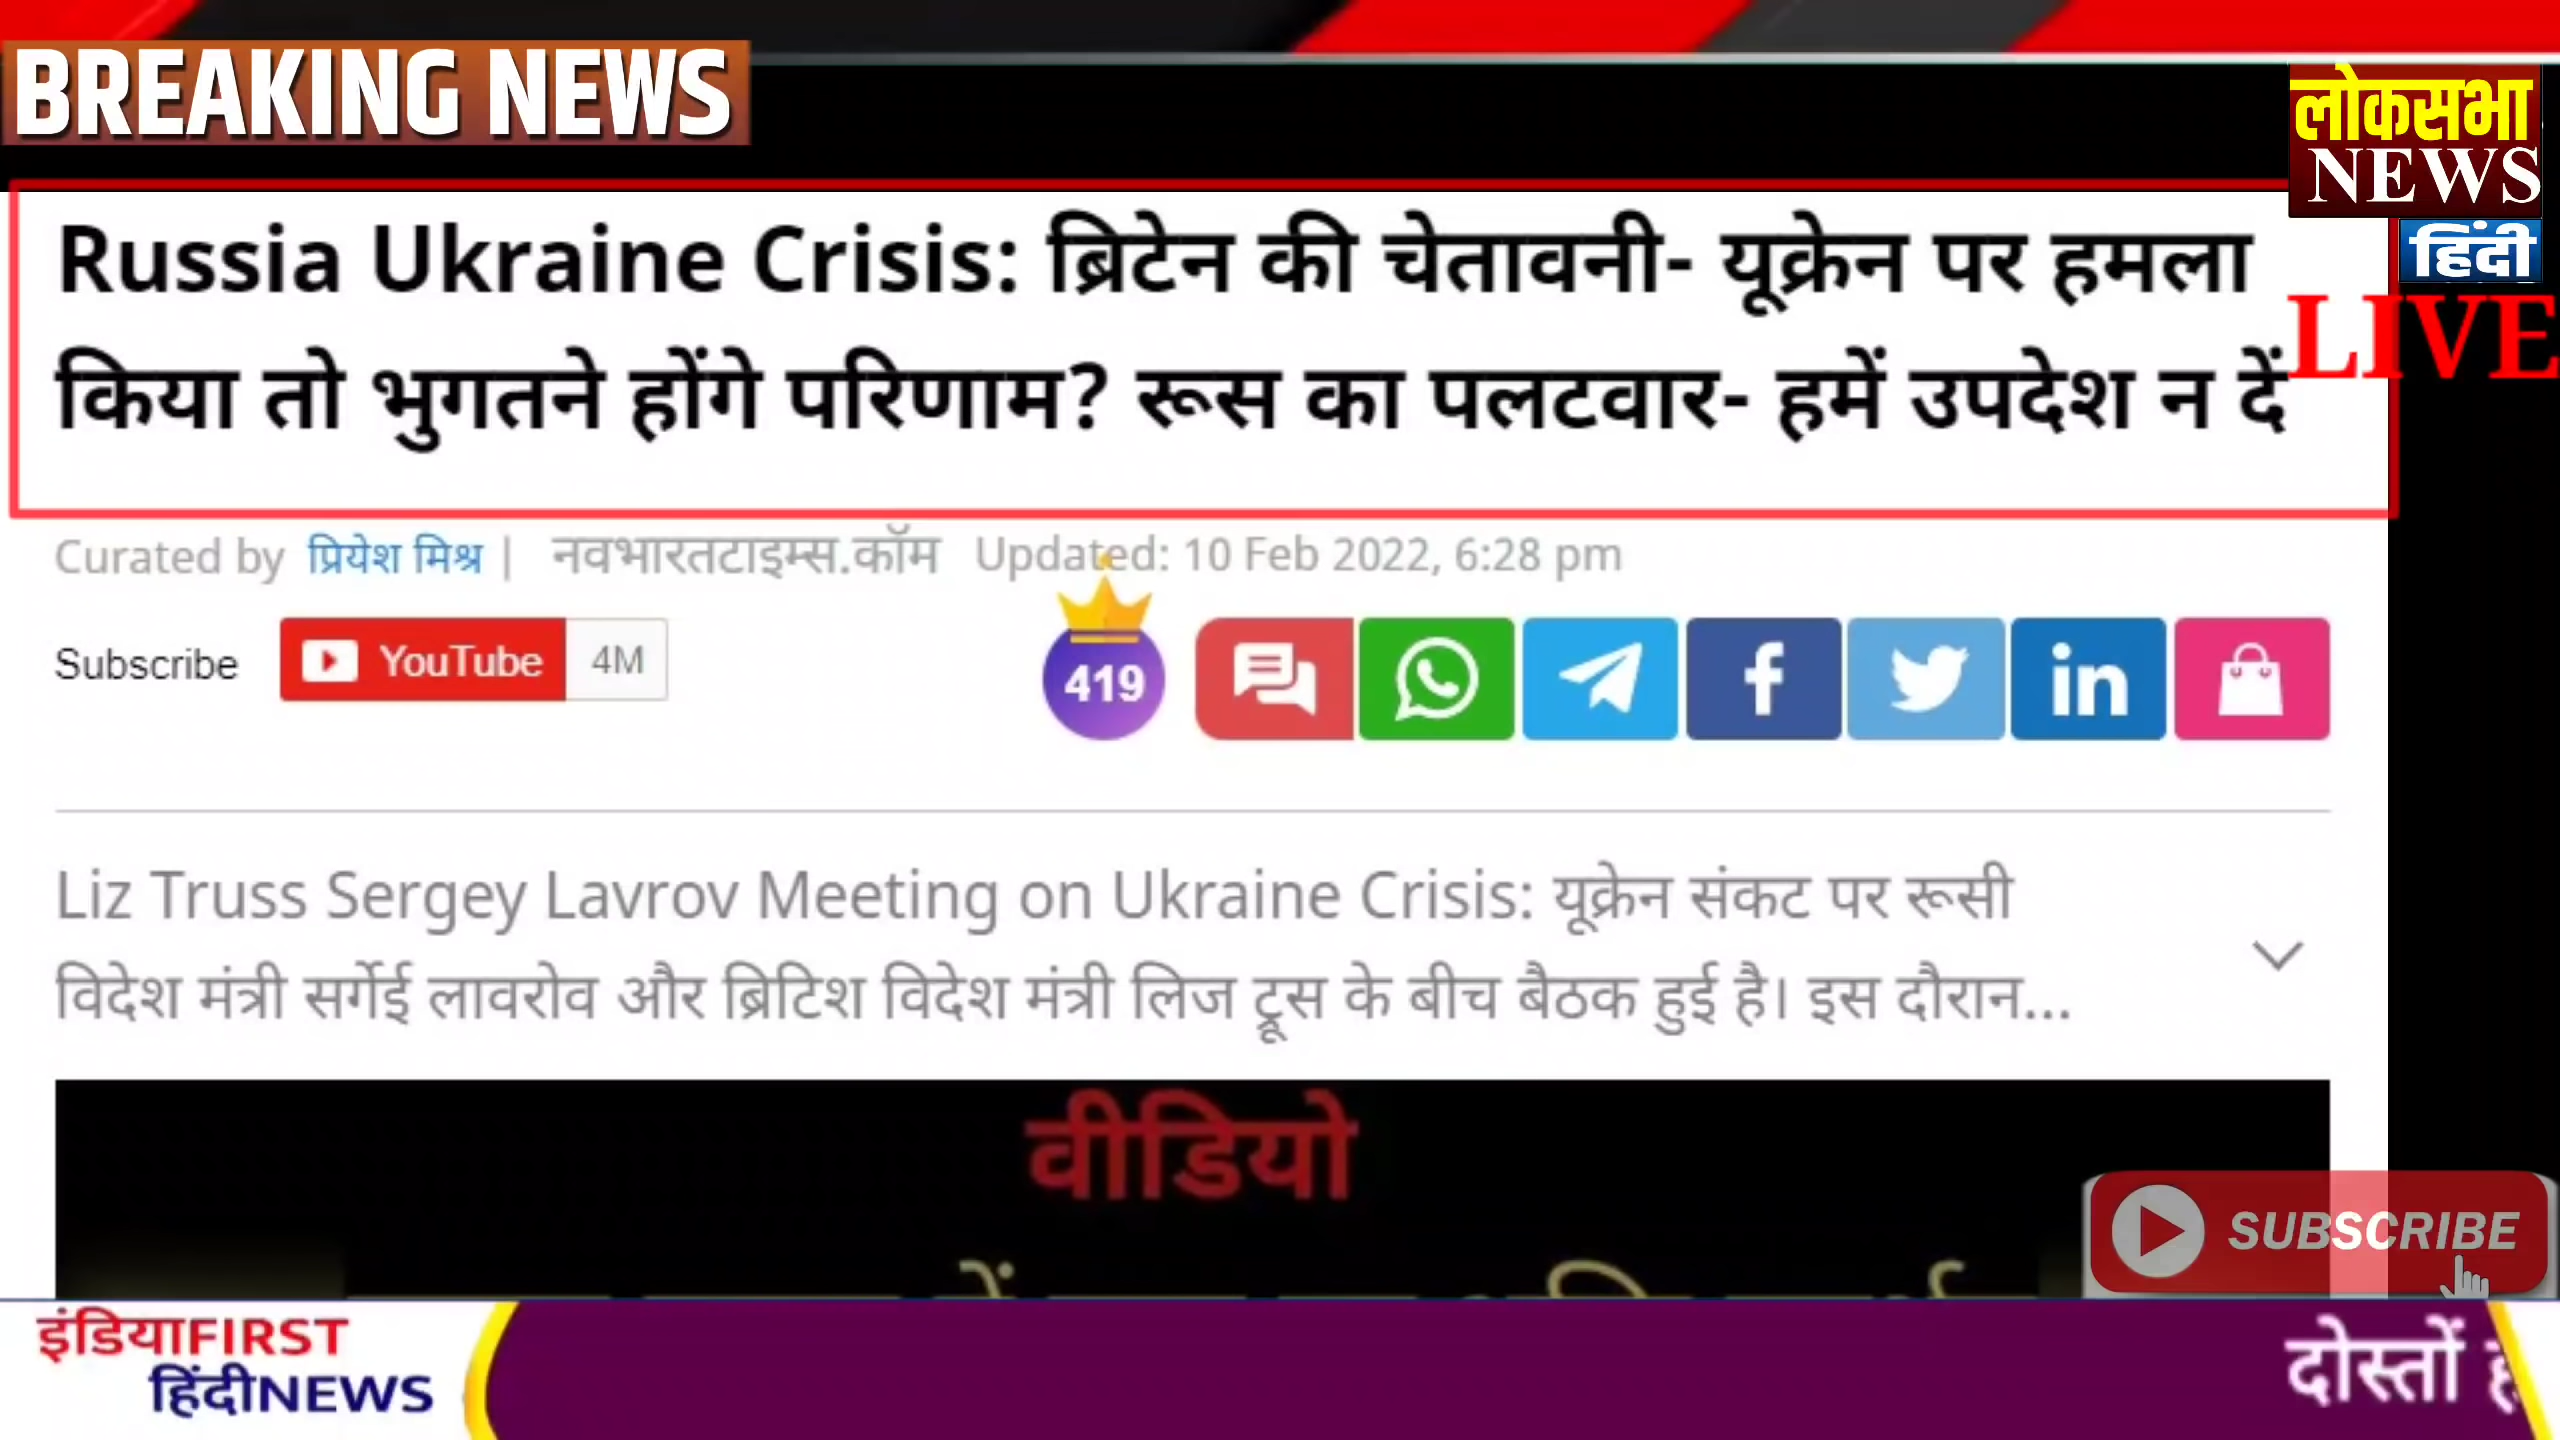 BREAKING NEWS
लोकसभा
NEWS
हिंदी
LIVE
Russia Ukraine Crisis: ब्रिटेन की चेतावनी- यूक्रेन पर हमला
किया तो भुगतने होंगे परिणाम? रूस का पलटवार- हमें उपदेश न दें
Curated by प्रियेश मिश्र | नवभारतटाइम्स.कॉम Updated: 10 Feb 2022, 6:28 pm
Subscribe YouTube 4M
419
Liz Truss Sergey Lavrov Meeting on Ukraine Crisis: यूक्रेन संकट पर रूसी
विदेश मंत्री सर्गेई लावरोव और ब्रिटिश विदेश मंत्री लिज ट्रूस के बीच बैठक हुई है। इस दौरान...
वीडियो
SUBSCRIBE
इंडियाFIRST
हिंदीNEWS
दोस्तों